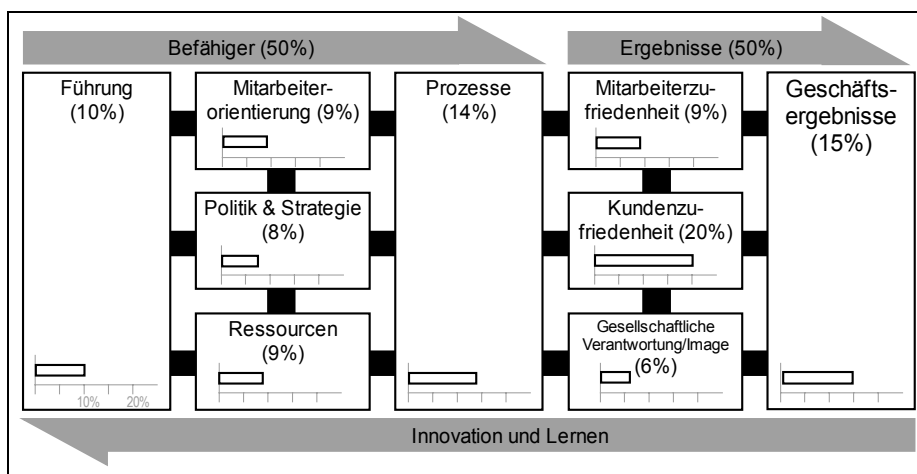 Befähiger (50%)
Ergebnisse (50%)
Führung
(10%)
10%
20%
Mitarbeiter-
orientierung (9%)
Politik & Strategie
(8%)
Ressourcen
(9%)
Prozesse
(14%)
Mitarbeiterzu-
friedenheit (9%)
Kundenzu-
friedenheit (20%)
Gesellschaftliche
Verantwortung/Image
(6%)
Geschäfts-
ergebnisse
(15%)
Innovation und Lernen